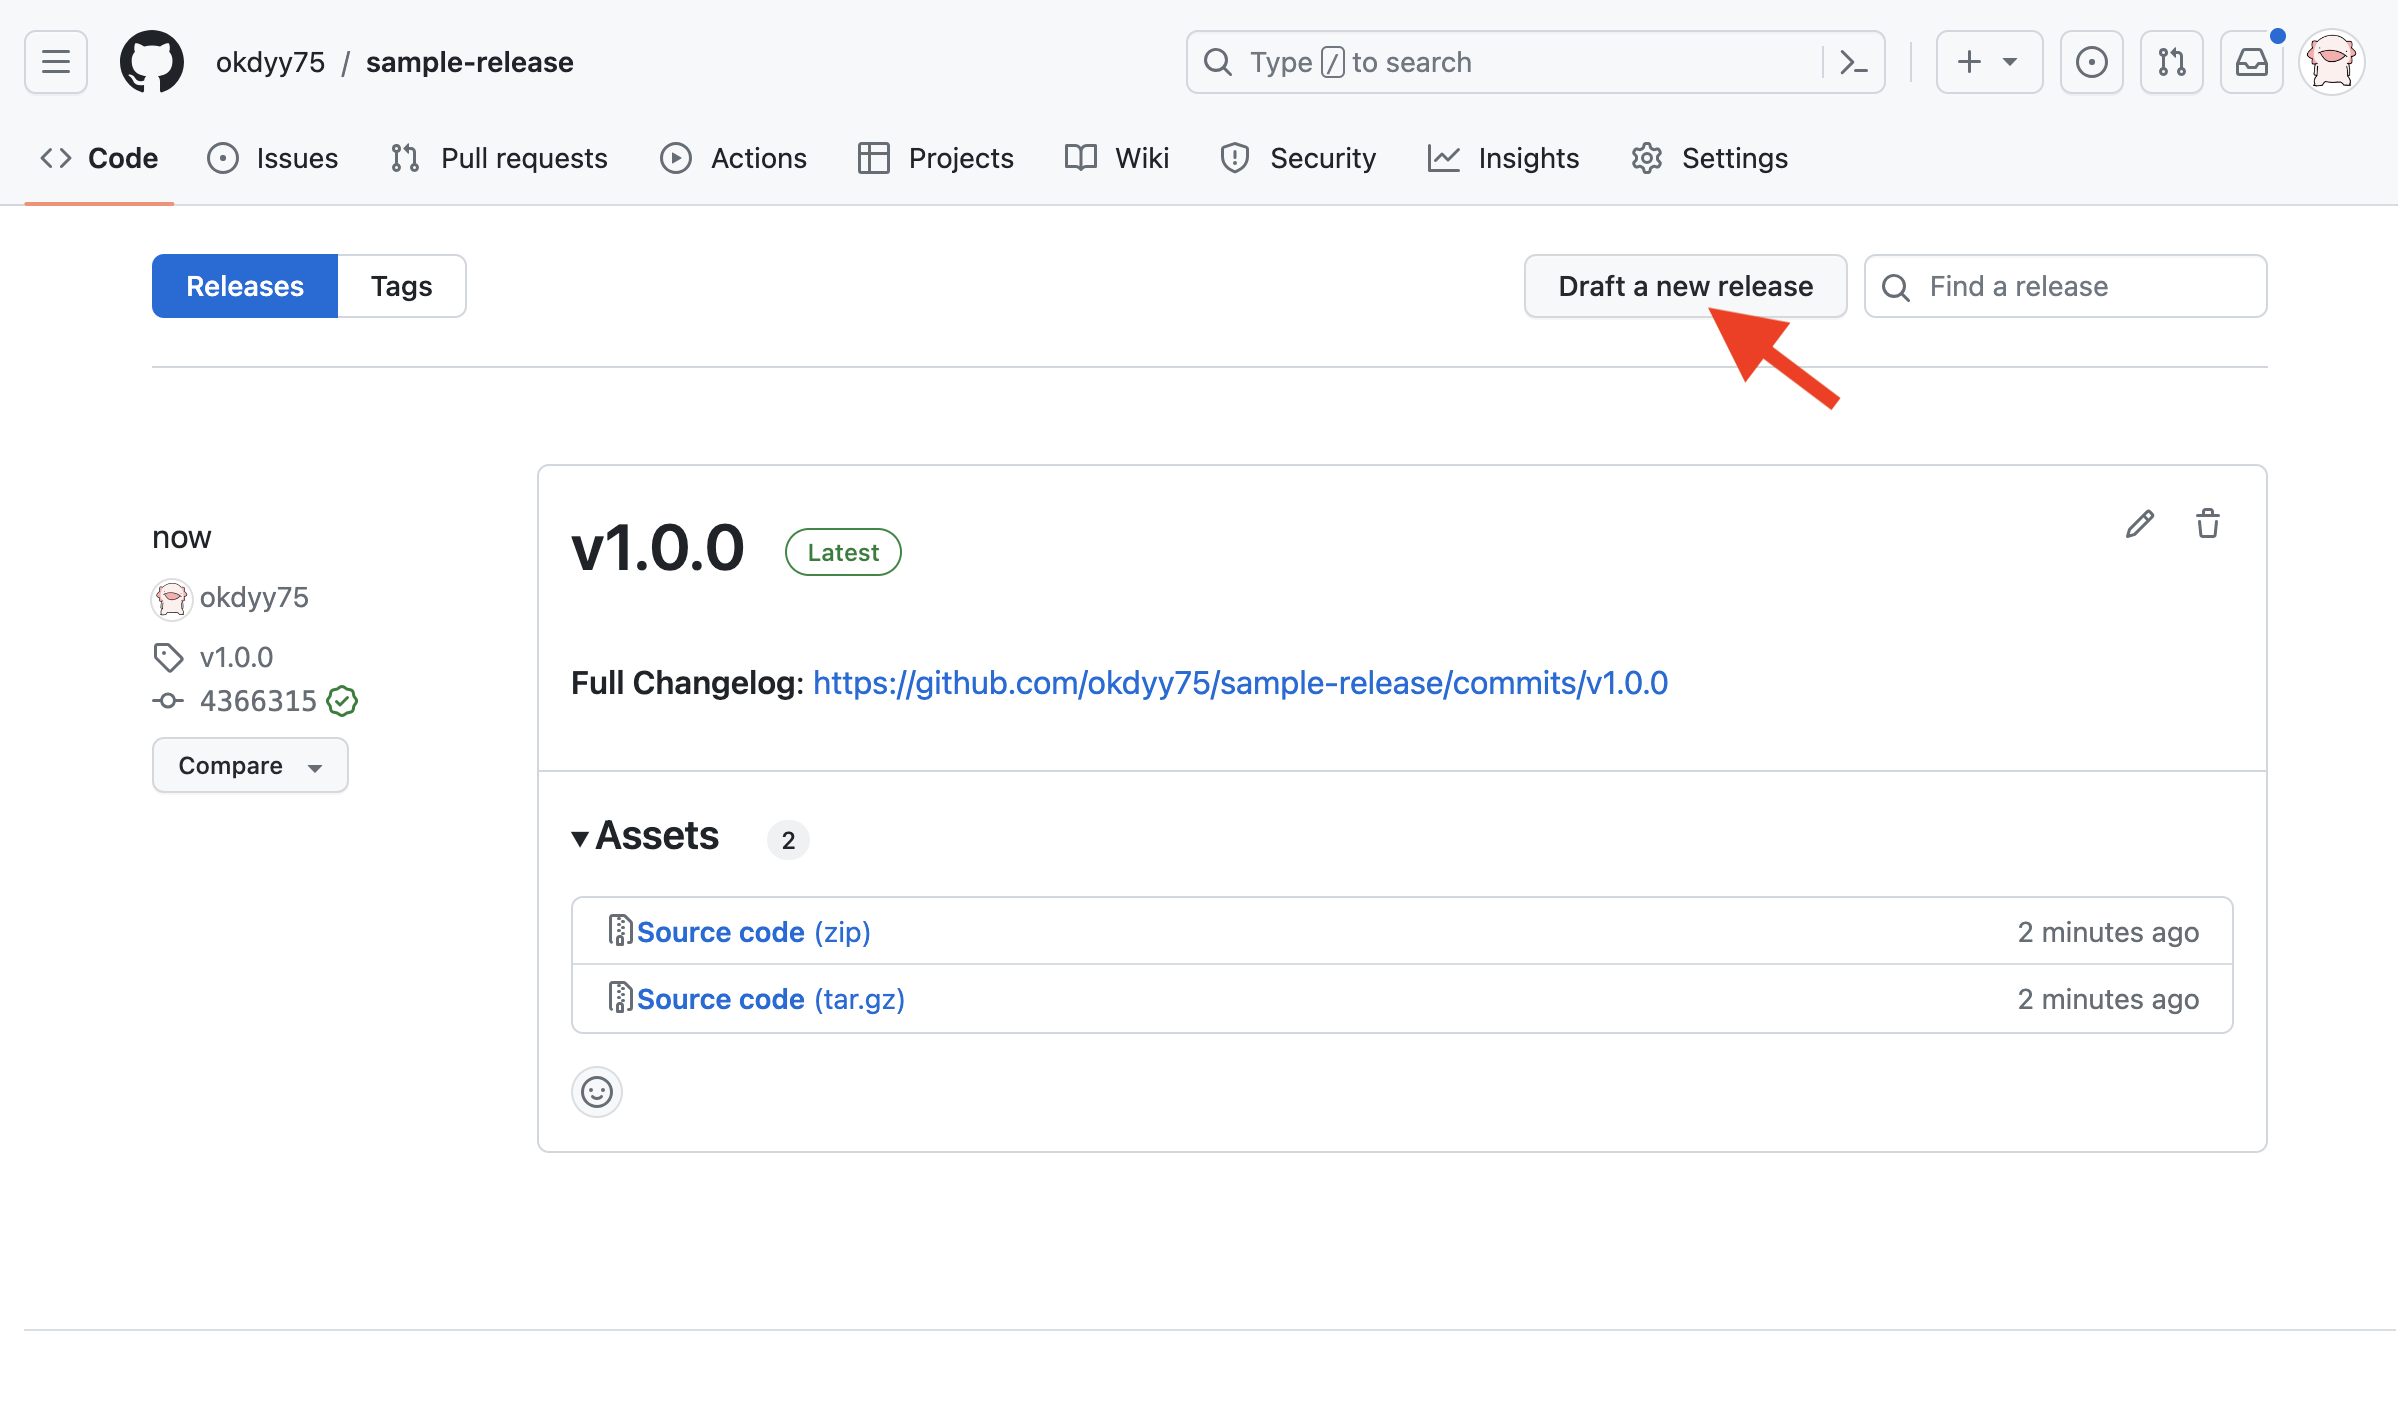 okdyy75 / sample-release
Type / to search
Code Issues Pull requests Actions Projects Wiki Security Insights Settings
Releases Tags
Draft a new release
Find a release
now
okdyy75
v1.0.0
4366315
Compare
v1.0.0 Latest
Full Changelog: https://github.com/okdyy75/sample-release/commits/v1.0.0
Assets 2
Source code (zip) 2 minutes ago
Source code (tar.gz) 2 minutes ago